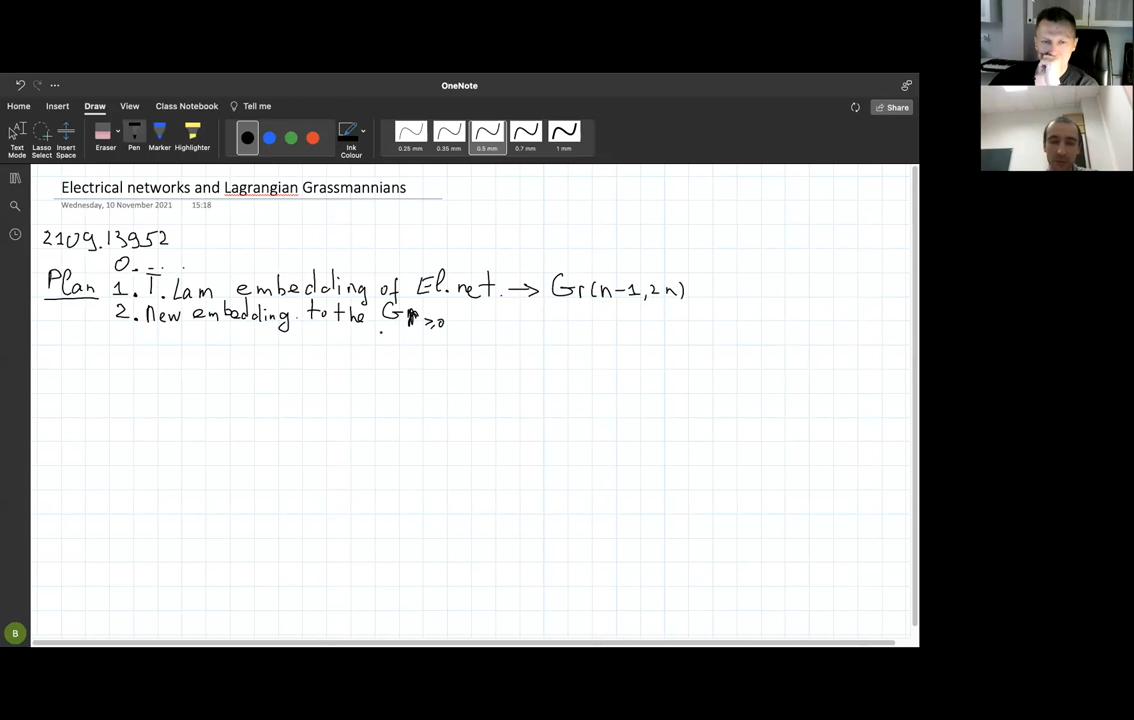 OneNote
Home Insert Draw View Class Notebook Tell me
Share
Text Mode
Lasso Select
Insert Space
Eraser
Pen
Marker
Highlighter
Ink Colour
0.25 mm 0.35 mm 0.5 mm 0.7 mm 1 mm
Electrical networks and Lagrangian Grassmannians
Wednesday, 10 November 2021 15:18
2109.13952
0. ....
Plan 1. T. Lam embedding of El. net. → Gr(n-1, 2n)
2. New embedding to the Gr ≥0
B